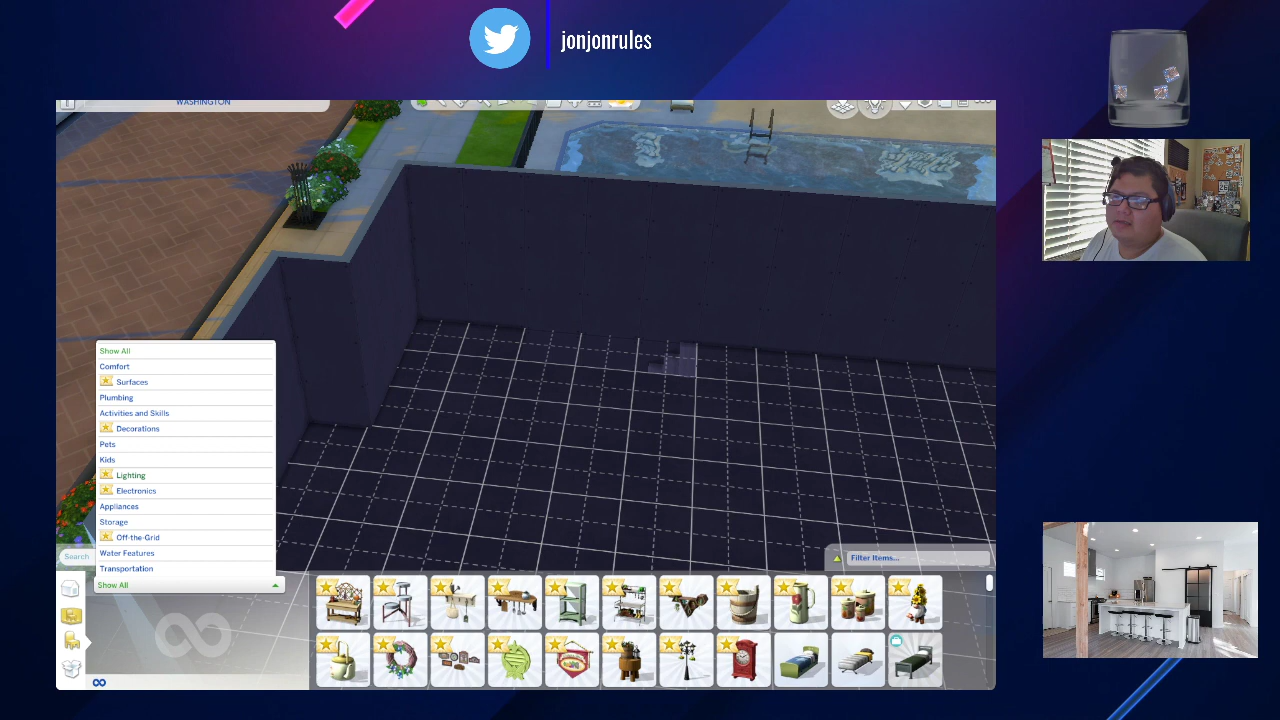 jonjonrules
WASHINGTON
Show All
Comfort
Surfaces
Plumbing
Activities and Skills
Decorations
Pets
Kids
Lighting
Electronics
Appliances
Storage
Off-the-Grid
Water Features
Transportation
Search
Filter Items...
Show All